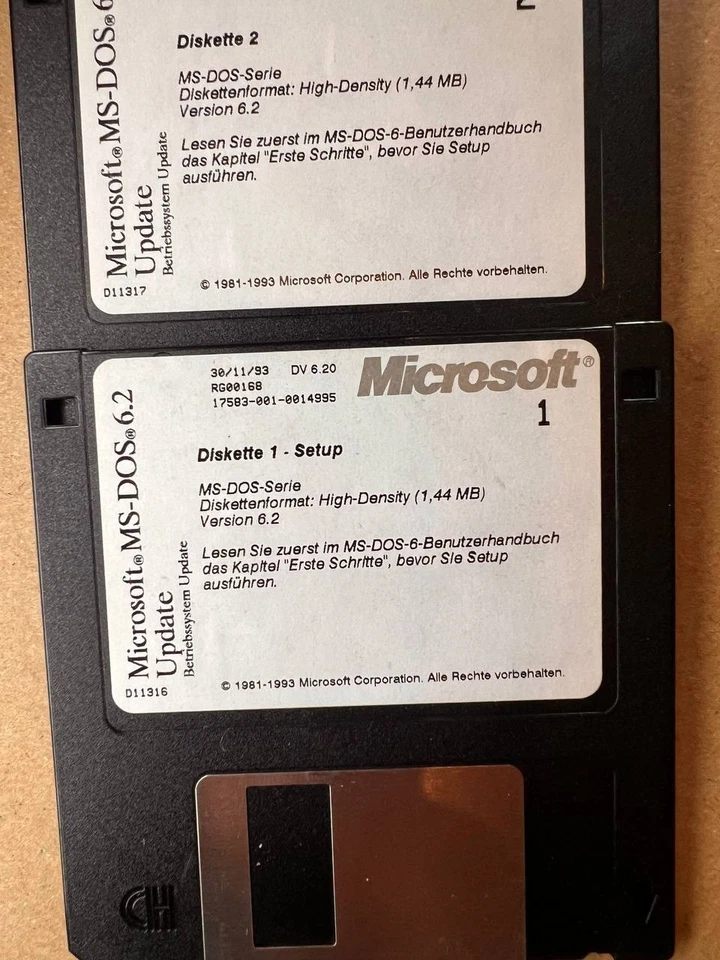 Microsoft® MS-DOS® 6
Update
Betriebssystem Update
2
Diskette 2
MS-DOS-Serie
Diskettenformat: High-Density (1,44 MB)
Version 6.2
Lesen Sie zuerst im MS-DOS-6-Benutzerhandbuch
das Kapitel "Erste Schritte", bevor Sie Setup
ausführen.
© 1981-1993 Microsoft Corporation. Alle Rechte vorbehalten.
D11317
Microsoft® MS-DOS® 6.2
Update
Betriebssystem Update
30/11/93 DV 6.20
RG00168
17583-001-0014995
Microsoft®
1
Diskette 1 - Setup
MS-DOS-Serie
Diskettenformat: High-Density (1,44 MB)
Version 6.2
Lesen Sie zuerst im MS-DOS-6-Benutzerhandbuch
das Kapitel "Erste Schritte", bevor Sie Setup
ausführen.
© 1981-1993 Microsoft Corporation. Alle Rechte vorbehalten.
D11316
CH